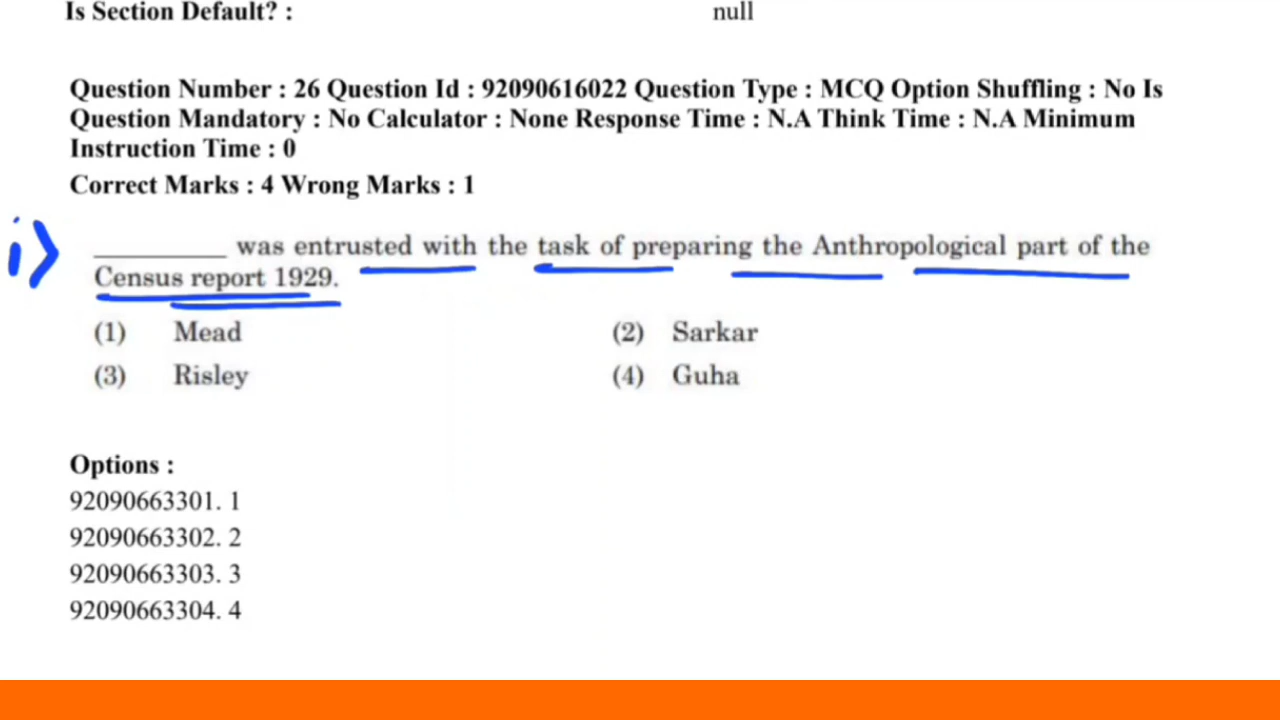 Is Section Default? : null
Question Number : 26 Question Id : 92090616022 Question Type : MCQ Option Shuffling : No Is
Question Mandatory : No Calculator : None Response Time : N.A Think Time : N.A Minimum
Instruction Time : 0
Correct Marks : 4 Wrong Marks : 1
i) __________ was entrusted with the task of preparing the Anthropological part of the
Census report 1929.
(1) Mead (2) Sarkar
(3) Risley (4) Guha
Options :
92090663301. 1
92090663302. 2
92090663303. 3
92090663304. 4